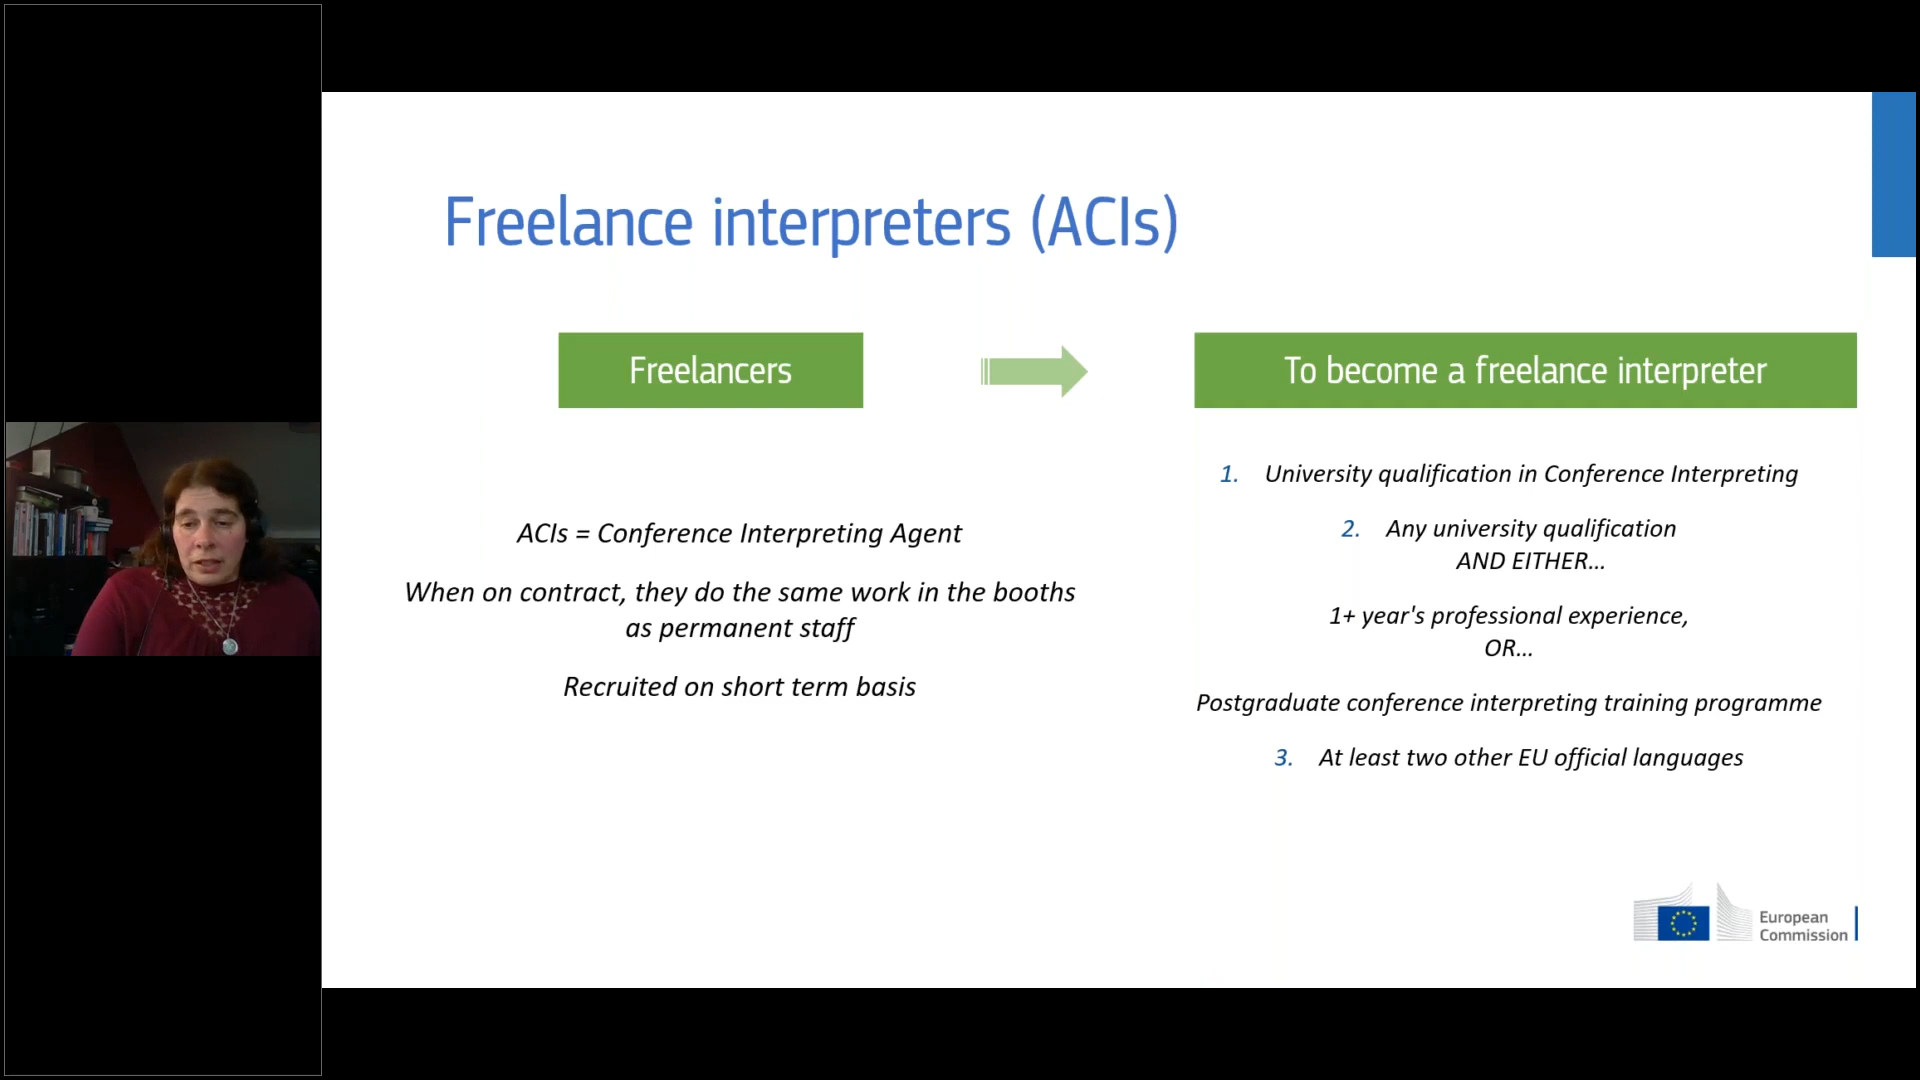 Freelance interpreters (ACIs)
Freelancers
To become a freelance interpreter
ACIs = Conference Interpreting Agent
When on contract, they do the same work in the booths
as permanent staff
Recruited on short term basis
1. University qualification in Conference Interpreting
2. Any university qualification
AND EITHER...
1+ year's professional experience,
OR...
Postgraduate conference interpreting training programme
3. At least two other EU official languages
European
Commission